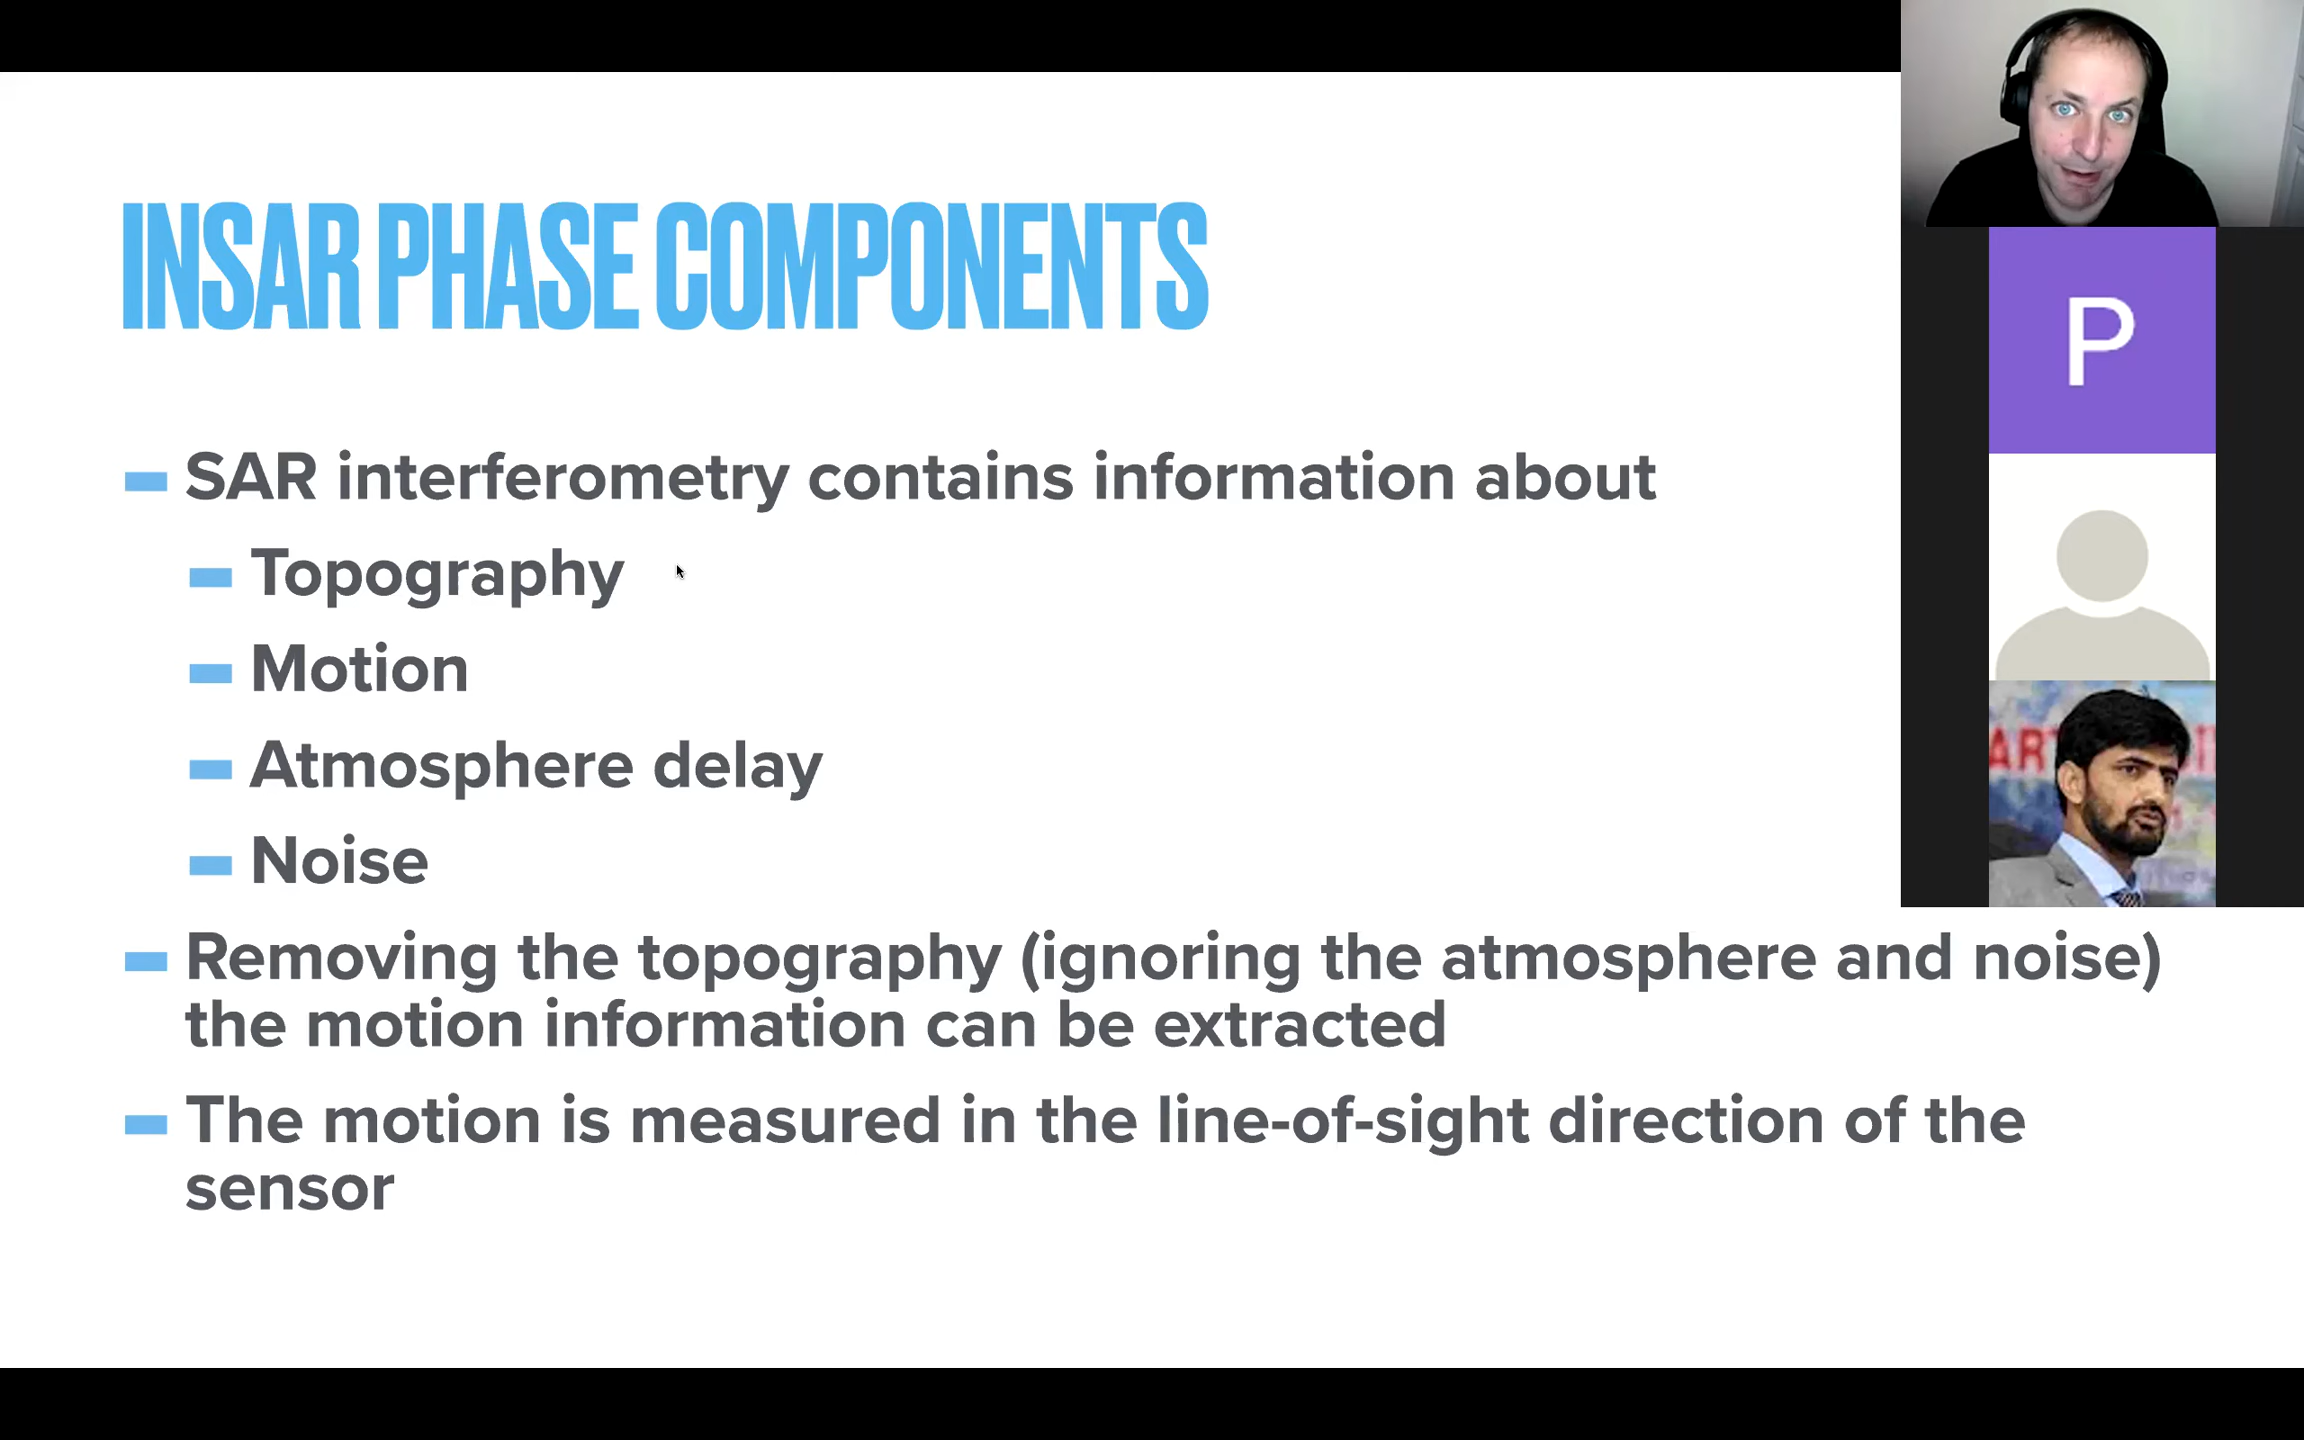 INSAR PHASE COMPONENTS
SAR interferometry contains information about
Topography
Motion
Atmosphere delay
Noise
Removing the topography (ignoring the atmosphere and noise)
the motion information can be extracted
The motion is measured in the line-of-sight direction of the
sensor
P
AR